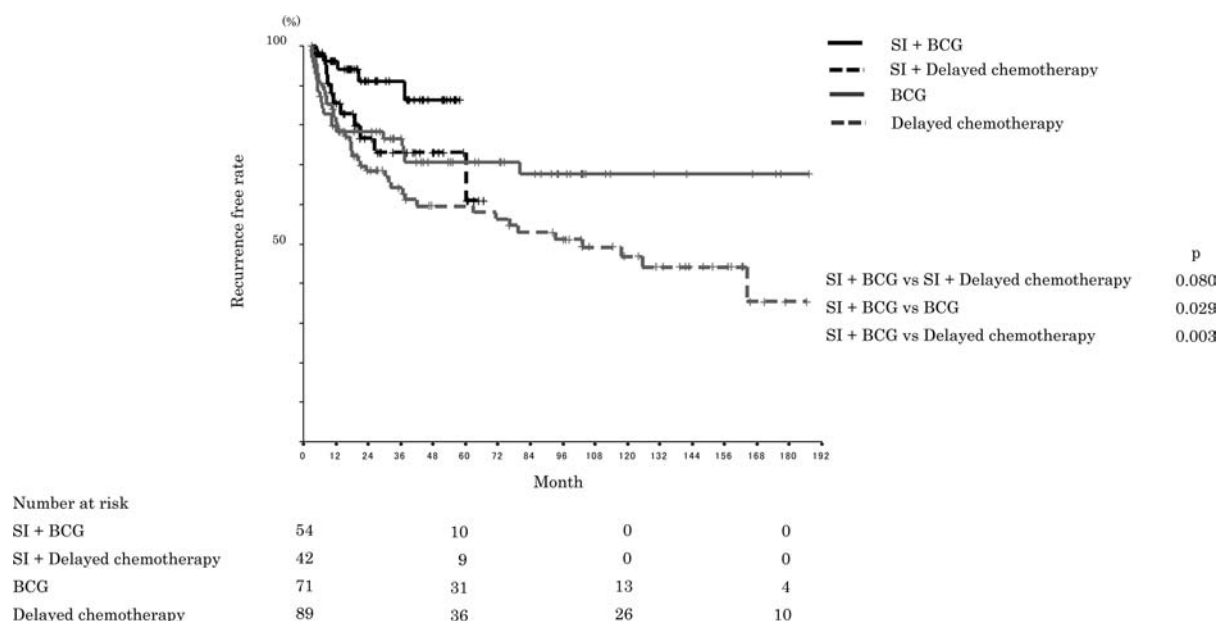 (%)
100
50
Recurrence free rate
SI + BCG
SI + Delayed chemotherapy
BCG
Delayed chemotherapy
p
SI + BCG vs SI + Delayed chemotherapy 0.080
SI + BCG vs BCG 0.029
SI + BCG vs Delayed chemotherapy 0.003
0 12 24 36 48 60 72 84 96 108 120 132 144 156 168 180 192
Month
Number at risk
SI + BCG 54 10 0 0
SI + Delayed chemotherapy 42 9 0 0
BCG 71 31 13 4
Delayed chemotherapy 89 36 26 10